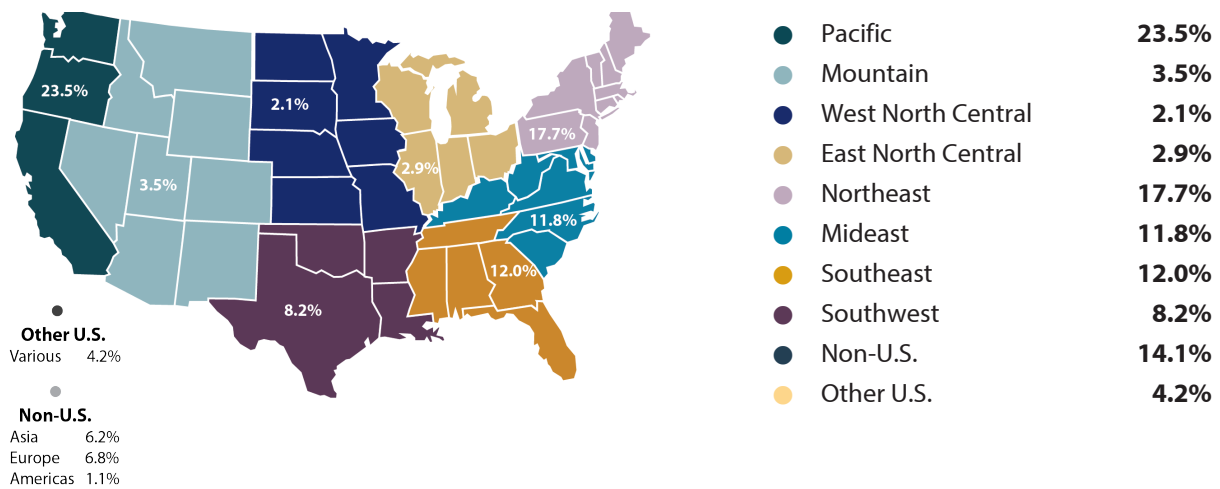 23.5%
2.1%
17.7%
2.9%
3.5%
11.8%
12.0%
8.2%
Other U.S.
Various 4.2%
Non-U.S.
Asia 6.2%
Europe 6.8%
Americas 1.1%
Pacific 23.5%
Mountain 3.5%
West North Central 2.1%
East North Central 2.9%
Northeast 17.7%
Mideast 11.8%
Southeast 12.0%
Southwest 8.2%
Non-U.S. 14.1%
Other U.S. 4.2%